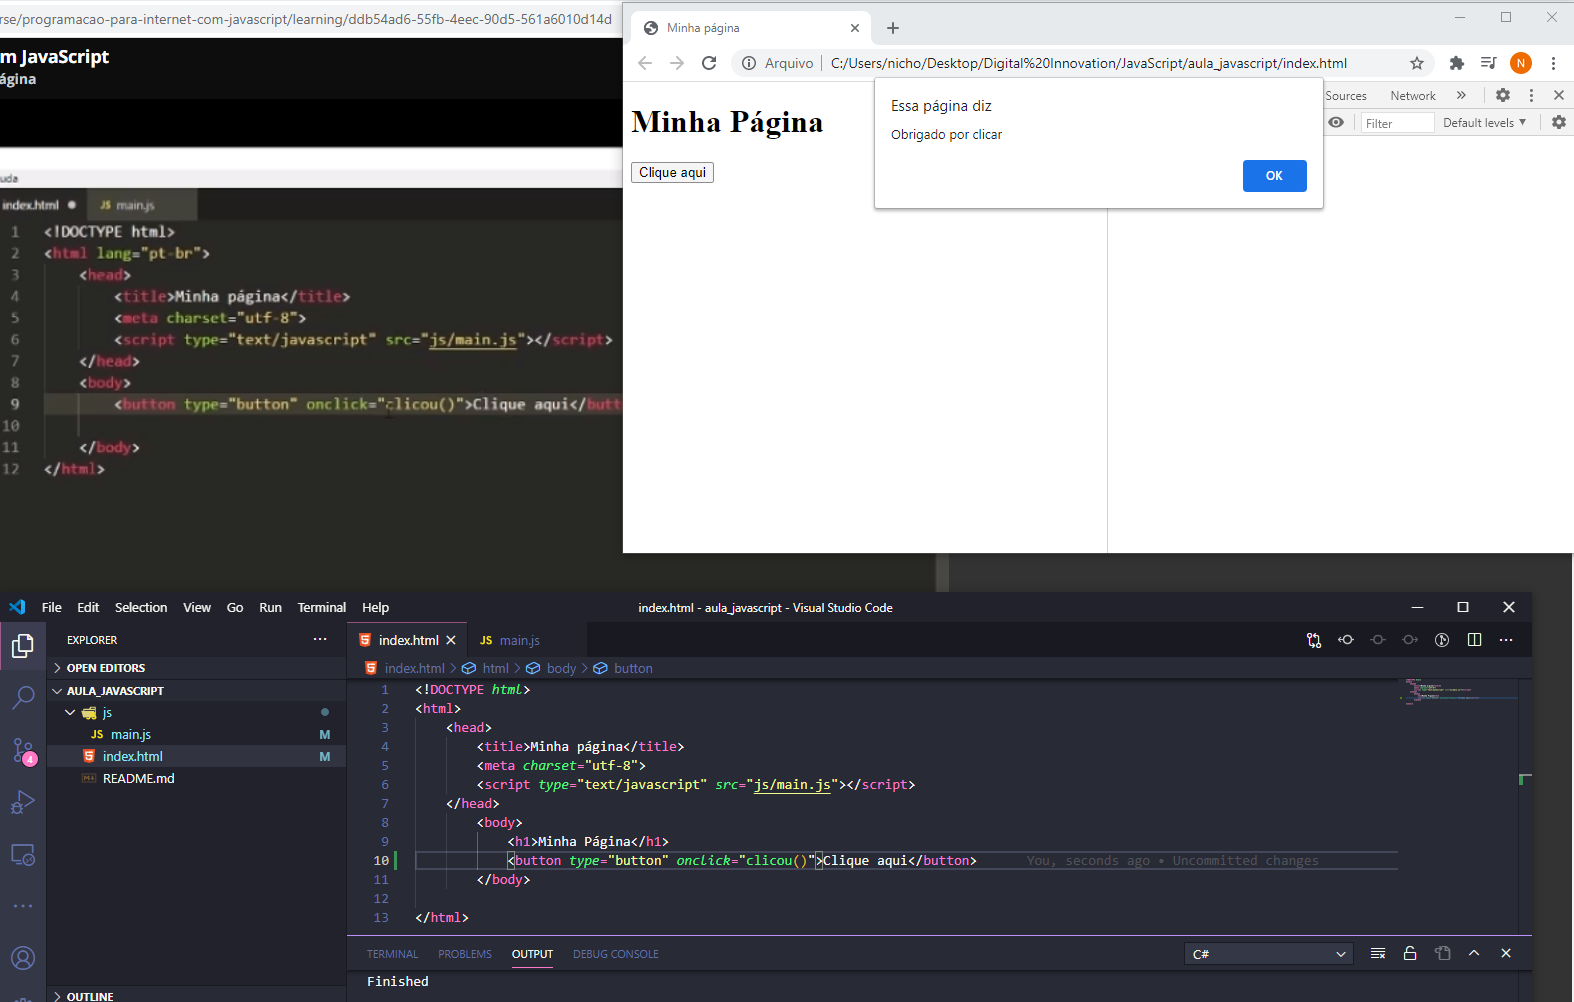 rse/programacao-para-internet-com-javascript/learning/ddb54ad6-55fb-4eec-90d5-561a6010d14d
m JavaScript
ágina
uda
index.html
JS main.js
1 <!DOCTYPE html>
2 <html lang="pt-br">
3 <head>
4 <title>Minha página</title>
5 <meta charset="utf-8">
6 <script type="text/javascript" src="js/main.js"></script>
7 </head>
8 <body>
9 <button type="button" onclick="clicou()">Clique aqui</butt
10
11 </body>
12 </html>
Minha página
Arquivo | C:/Users/nicho/Desktop/Digital%20Innovation/JavaScript/aula_javascript/index.html
N
Minha Página
Clique aqui
Essa página diz
Obrigado por clicar
OK
Sources Network »
Filter Default levels ▼
File Edit Selection View Go Run Terminal Help
index.html - aula_javascript - Visual Studio Code
EXPLORER ···
OPEN EDITORS
AULA_JAVASCRIPT
js
JS main.js M
index.html M
README.md
4
OUTLINE
index.html
JS main.js
index.html > html > body > button
1 <!DOCTYPE html>
2 <html>
3 <head>
4 <title>Minha página</title>
5 <meta charset="utf-8">
6 <script type="text/javascript" src="js/main.js"></script>
7 </head>
8 <body>
9 <h1>Minha Página</h1>
10 <button type="button" onclick="clicou()">Clique aqui</button> You, seconds ago • Uncommitted changes
11 </body>
12
13 </html>
TERMINAL PROBLEMS OUTPUT DEBUG CONSOLE
C#
Finished